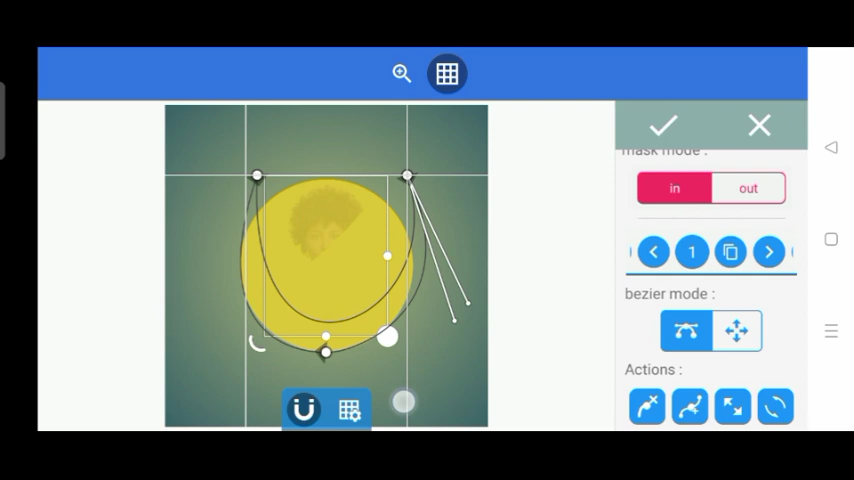 mask mode :
in
out
1
bezier mode :
Actions :